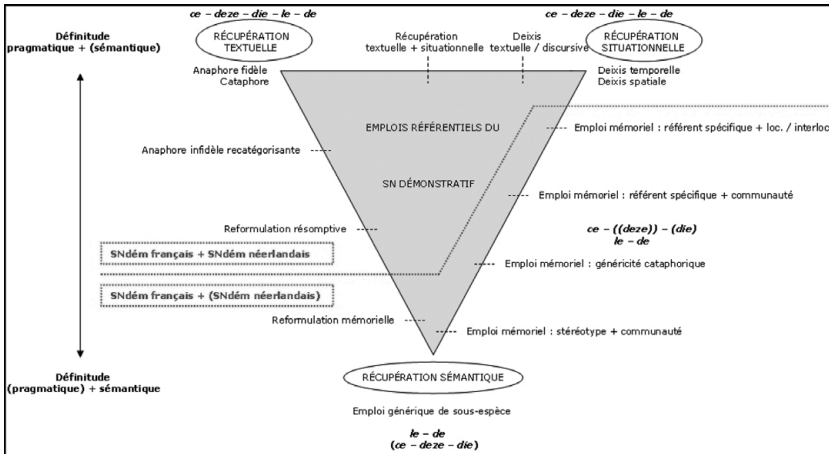 ce – deze – die – le – de
ce – deze – die – le – de
Définitude
pragmatique + (sémantique)
RÉCUPÉRATION
TEXTUELLE
Récupération
textuelle + situationnelle
Deixis
textuelle / discursive
RÉCUPÉRATION
SITUATIONNELLE
Anaphore fidèle
Cataphore
Deixis temporelle
Deixis spatiale
EMPLOIS RÉFÉRENTIELS DU
Emploi mémoriel : référent spécifique + loc. / interloc
Anaphore infidèle recatégorisante
SN DÉMONSTRATIF
Emploi mémoriel : référent spécifique + communauté
Reformulation résomptive
ce – ((deze)) – (die)
le – de
SNdém français + SNdém néerlandais
Emploi mémoriel : généricité cataphorique
SNdém français + (SNdém néerlandais)
Reformulation mémorielle
Emploi mémoriel : stéréotype + communauté
Définitude
(pragmatique) + sémantique
RÉCUPÉRATION SÉMANTIQUE
Emploi générique de sous-espèce
le – de
(ce – deze – die)